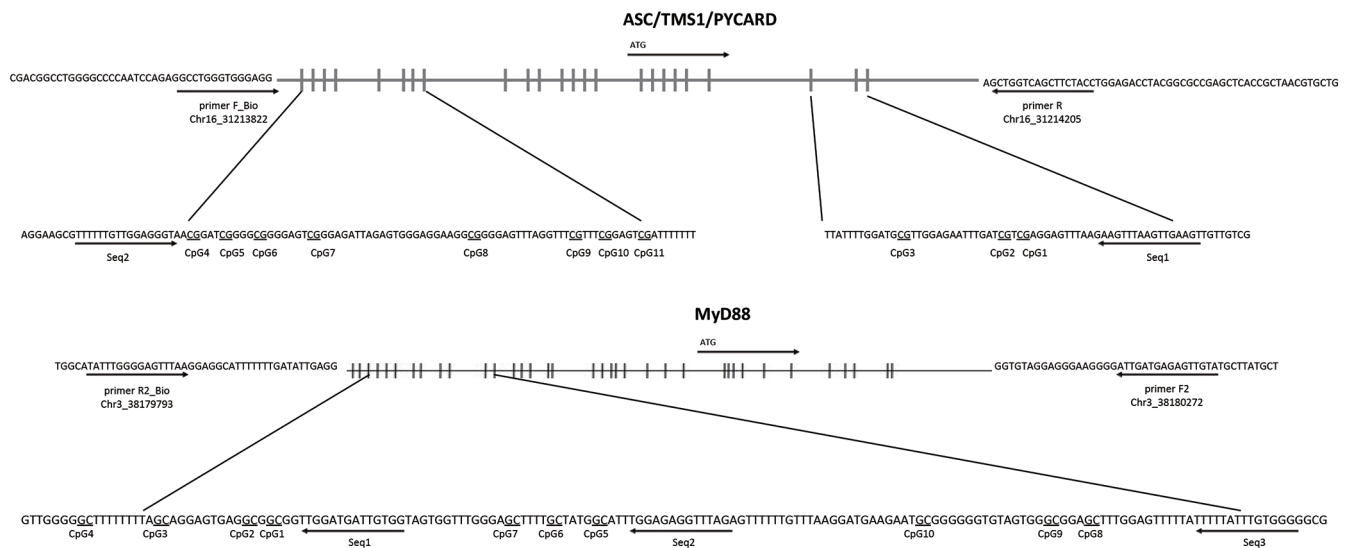 ASC/TMS1/PYCARD
ATG
CGACGGCCTGGGGCCCCAATCCAGAGGCCTGGGTGGGAGG
AGCTGGTCAGCTTCTACCTGGAGACCTACGGCGCCGAGCTCACCGCTAACGTGCTG
primer F_Bio
Chr16_31213822
primer R
Chr16_31214205
AGGAAGCGTTTTTTGTTGGAGGGTAACGGATCGGGGCGGGGAGTCGGGAGATTAGAGTGGGAGGAAGGCGGGGAGTTTAGGTTTCGTTTCGGAGTCGATTTTTTT
TTATTTTGGATGCGTTGGAGAATTTGATCGTCGAGGAGTTTAAGAAGTTTAAGTTGAAGTTGTTGTCG
Seq2
CpG4
CpG5
CpG6
CpG7
CpG8
CpG9
CpG10
CpG11
CpG3
CpG2
CpG1
Seq1
MyD88
ATG
TGGCATATTTGGGGAGTTTAAGGAGGCATTTTTTTGATATTGAGG
GGTGTAGGAGGGAAGGGGATTGATGAGAGTTGTATGCTTATGCT
primer R2_Bio
Chr3_38179793
primer F2
Chr3_38180272
GTTGGGGGCTTTTTTTTAGCAGGAGTGAGGCGGCGGTTGGATGATTGTGGTAGTGGTTTGGGAGCTTTTGCTATGGCATTTGGAGAGGTTTAGAGTTTTTTGTTTAAGGATGAAGAATGCGGGGGGTGTAGTGGGCGGAGCTTTGGAGTTTTTATTTTTATTTGTGGGGGCG
CpG4
CpG3
CpG2
CpG1
Seq1
CpG7
CpG6
CpG5
Seq2
CpG10
CpG9
CpG8
Seq3